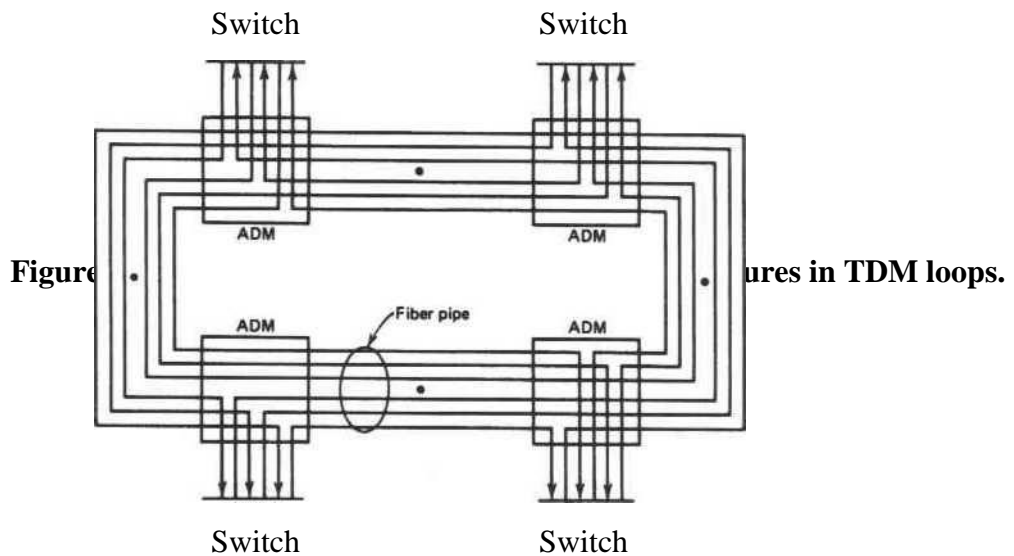 Switch Switch
ADM ADM
Figure ures in TDM loops.
Fiber pipe
ADM ADM
Switch Switch